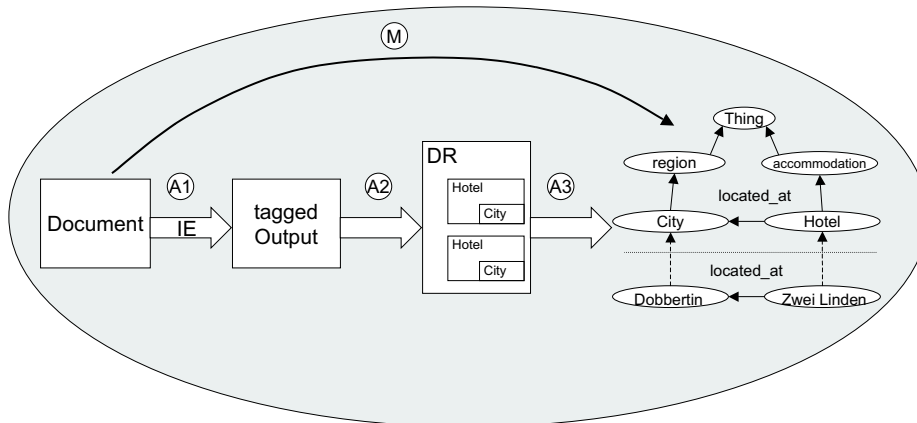 M
Thing
DR
region
accommodation
A1
A2
Hotel
A3
City
located_at
Document
IE
tagged
Output
City
Hotel
Hotel
City
located_at
Dobbertin
Zwei Linden